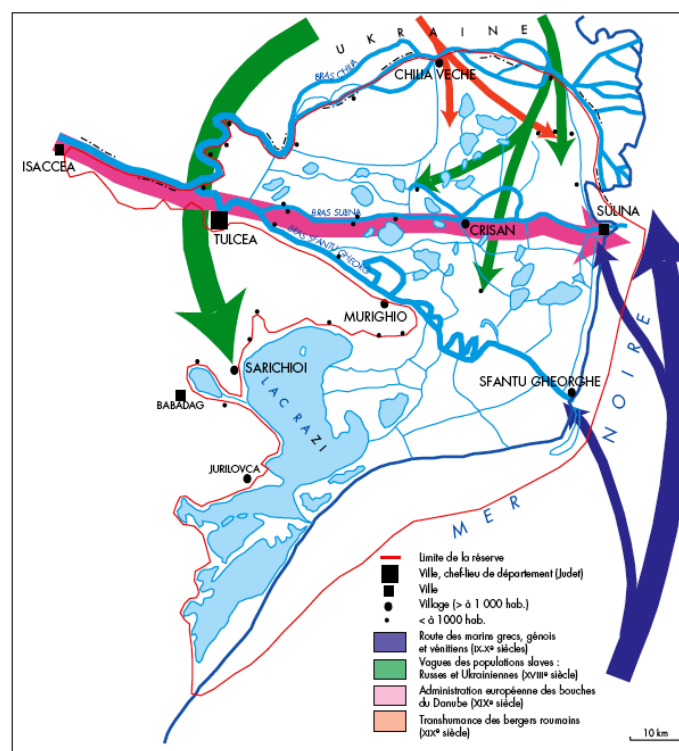 UKRAINE
BRAS CHILIA
CHILIA VECHE
ISACCEA
TULCEA
BRAS SULINA
CRISAN
SULINA
BRAS SFANTU GHEORG
MURIGHIO
SARICHIOI
LAC RAZI
BABADAG
SFANTU GHEORGHE
JURILOVCA
MER NOIRE
Limite de la réserve
Ville, chef-lieu de département (Judet)
Ville
Village (> à 1 000 hab.)
< à 1000 hab.
Route des marins grecs, génois
et vénitiens (IX-Xe siècles)
Vagues des populations slaves :
Russes et Ukrainiennes (XVIIIe siècle)
Administration européenne des bouches
du Danube (XIXe siécle)
Transhumance des bergers roumains
(XIXe siècle)
10 km